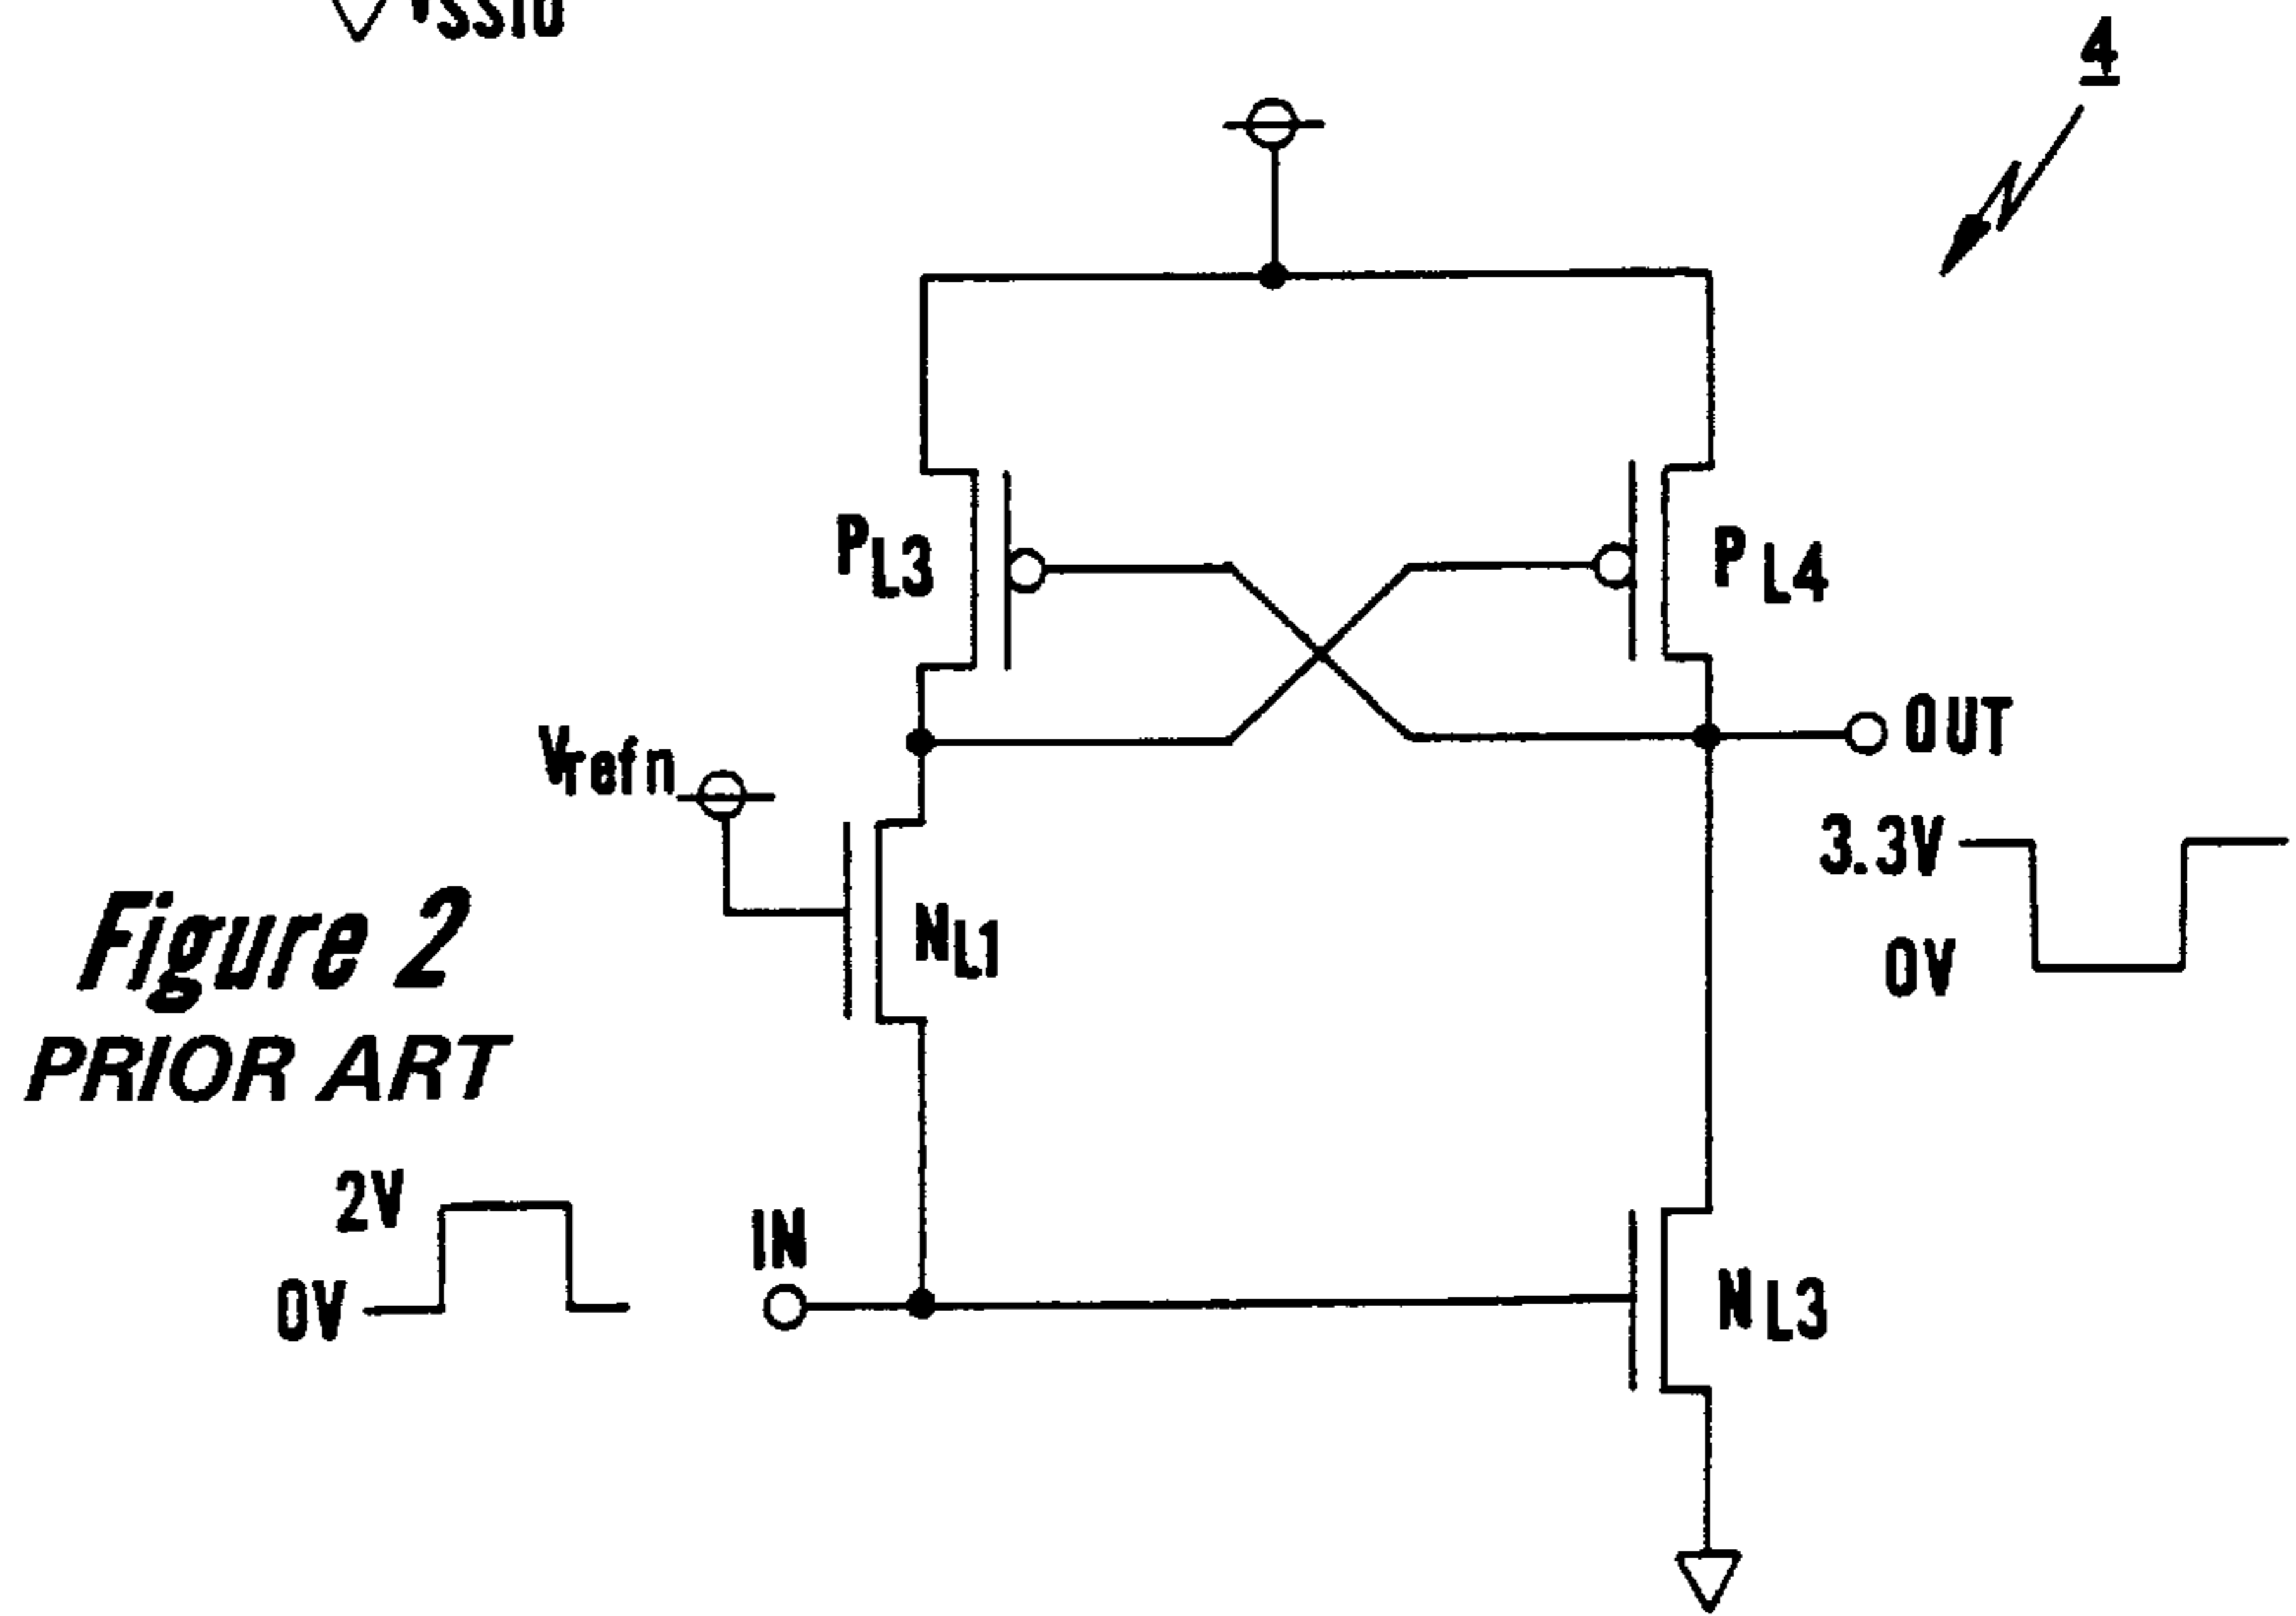 VSSIO
4
PL3
PL4
Vrefn
OUT
NL1
3.3V
0V
Figure 2
PRIOR ART
2V
0V
IN
NL3